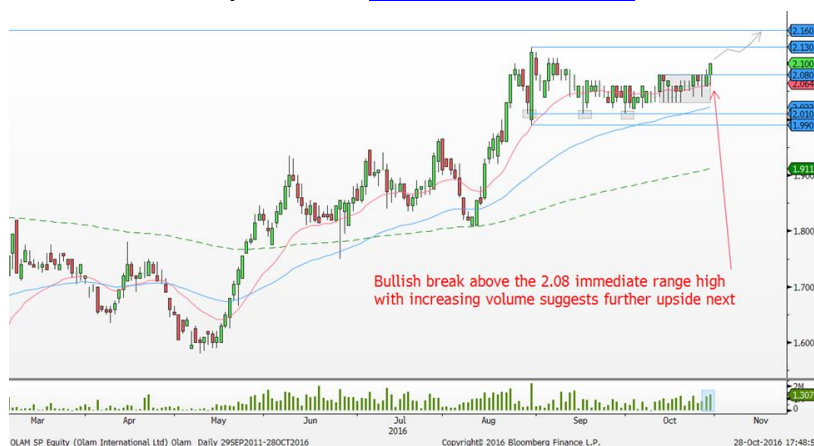 2.160
2.130
2.100
2.080
2.064
2.010
1.990
1.911
1.800
1.700
1.600
Bullish break above the 2.08 immediate range high
with increasing volume suggests further upside next
2M
1.307
0
Mar Apr May Jun Jul Aug Sep Oct Nov
2016
OLAM SP Equity (Olam International Ltd) Olam Daily 29SEP2011-28OCT2016 Copyright© 2016 Bloomberg Finance L.P. 28-Oct-2016 17:48:5